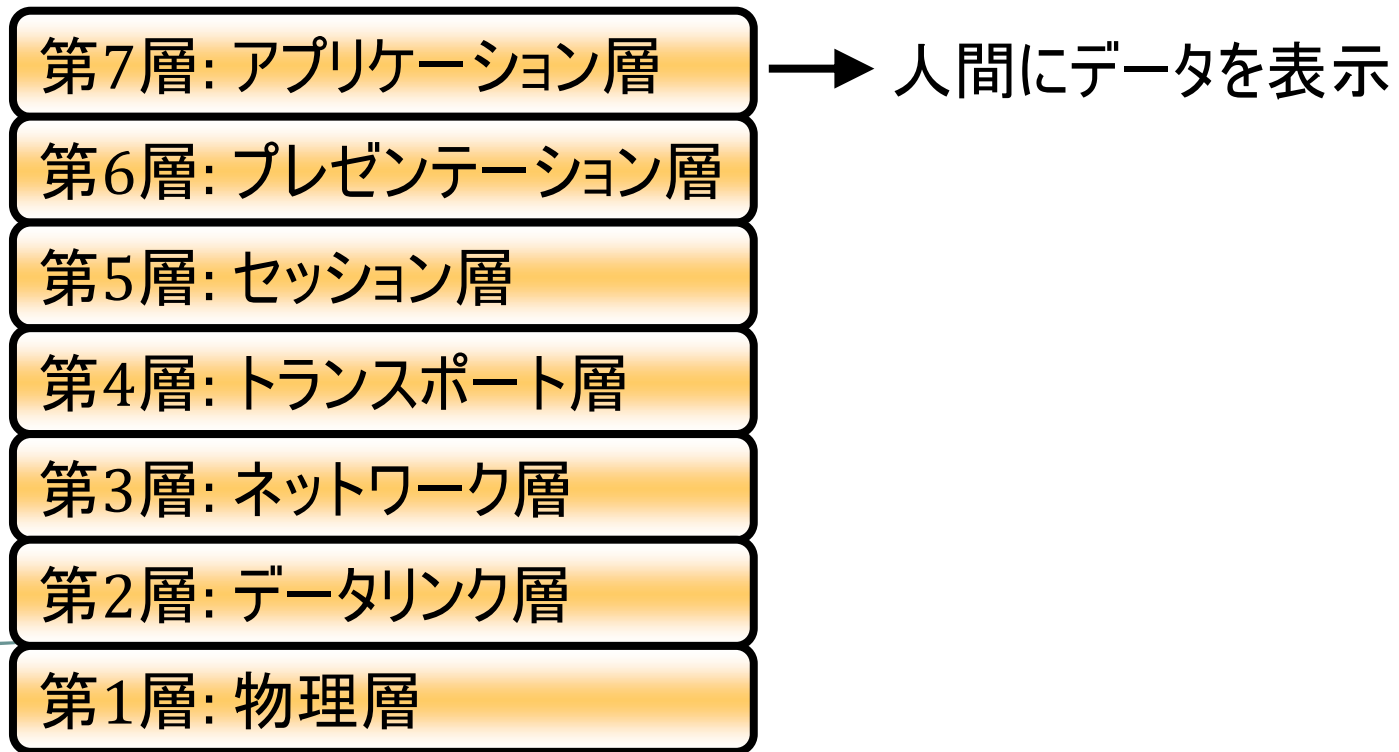 第7層: アプリケーション層
人間にデータを表示
第6層: プレゼンテーション層
第5層: セッション層
第4層: トランスポート層
第3層: ネットワーク層
第2層: データリンク層
第1層: 物理層